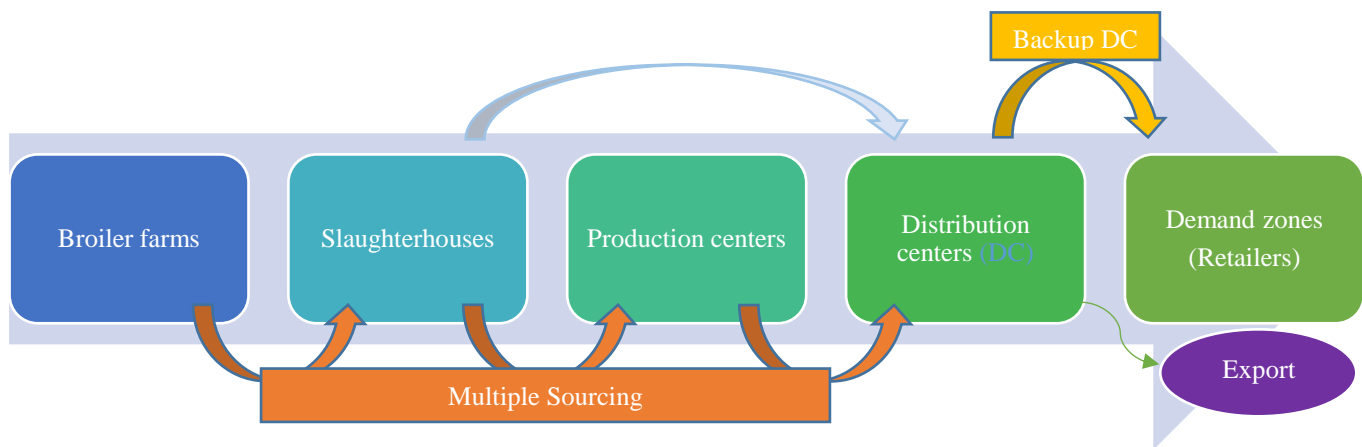 Backup DC
Broiler farms
Slaughterhouses
Production centers
Distribution
centers (DC)
Demand zones
(Retailers)
Multiple Sourcing
Export